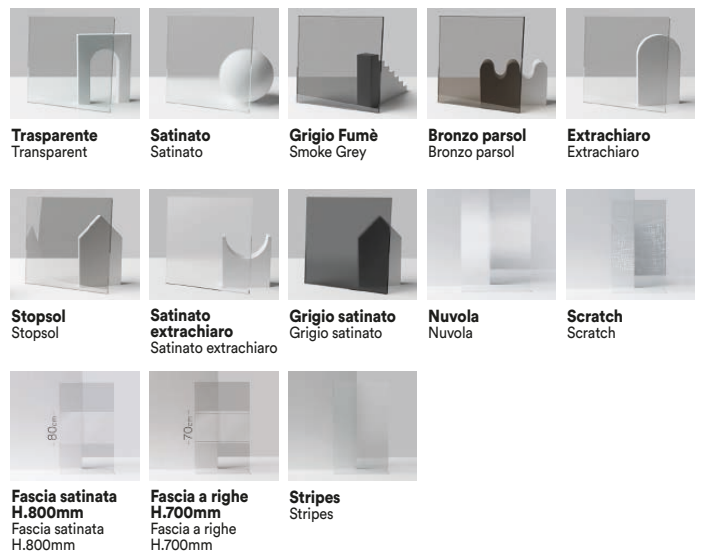 Trasparente
Transparent
Satinato
Satinato
Grigio Fumè
Smoke Grey
Bronzo parsol
Bronzo parsol
Extrachiaro
Extrachiaro
Stopsol
Stopsol
Satinato
extrachiaro
Satinato extrachiaro
Grigio satinato
Grigio satinato
Nuvola
Nuvola
Scratch
Scratch
80cm
Fascia satinata
H.800mm
Fascia satinata
H.800mm
-70cm-
Fascia a righe
H.700mm
Fascia a righe
H.700mm
Stripes
Stripes